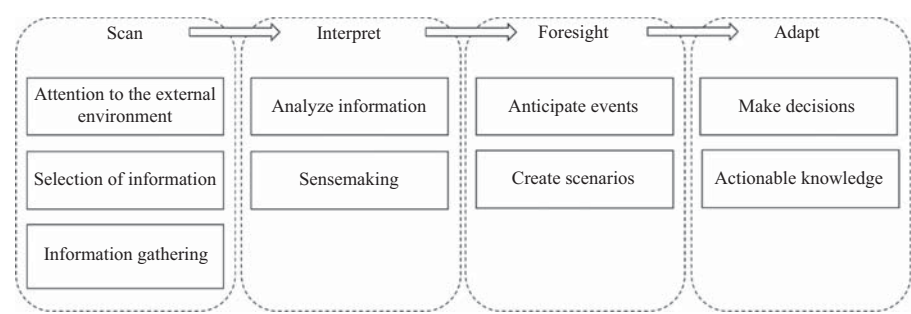 Scan
Interpret
Foresight
Adapt
Attention to the external
environment
Selection of information
Information gathering
Analyze information
Sensemaking
Anticipate events
Create scenarios
Make decisions
Actionable knowledge